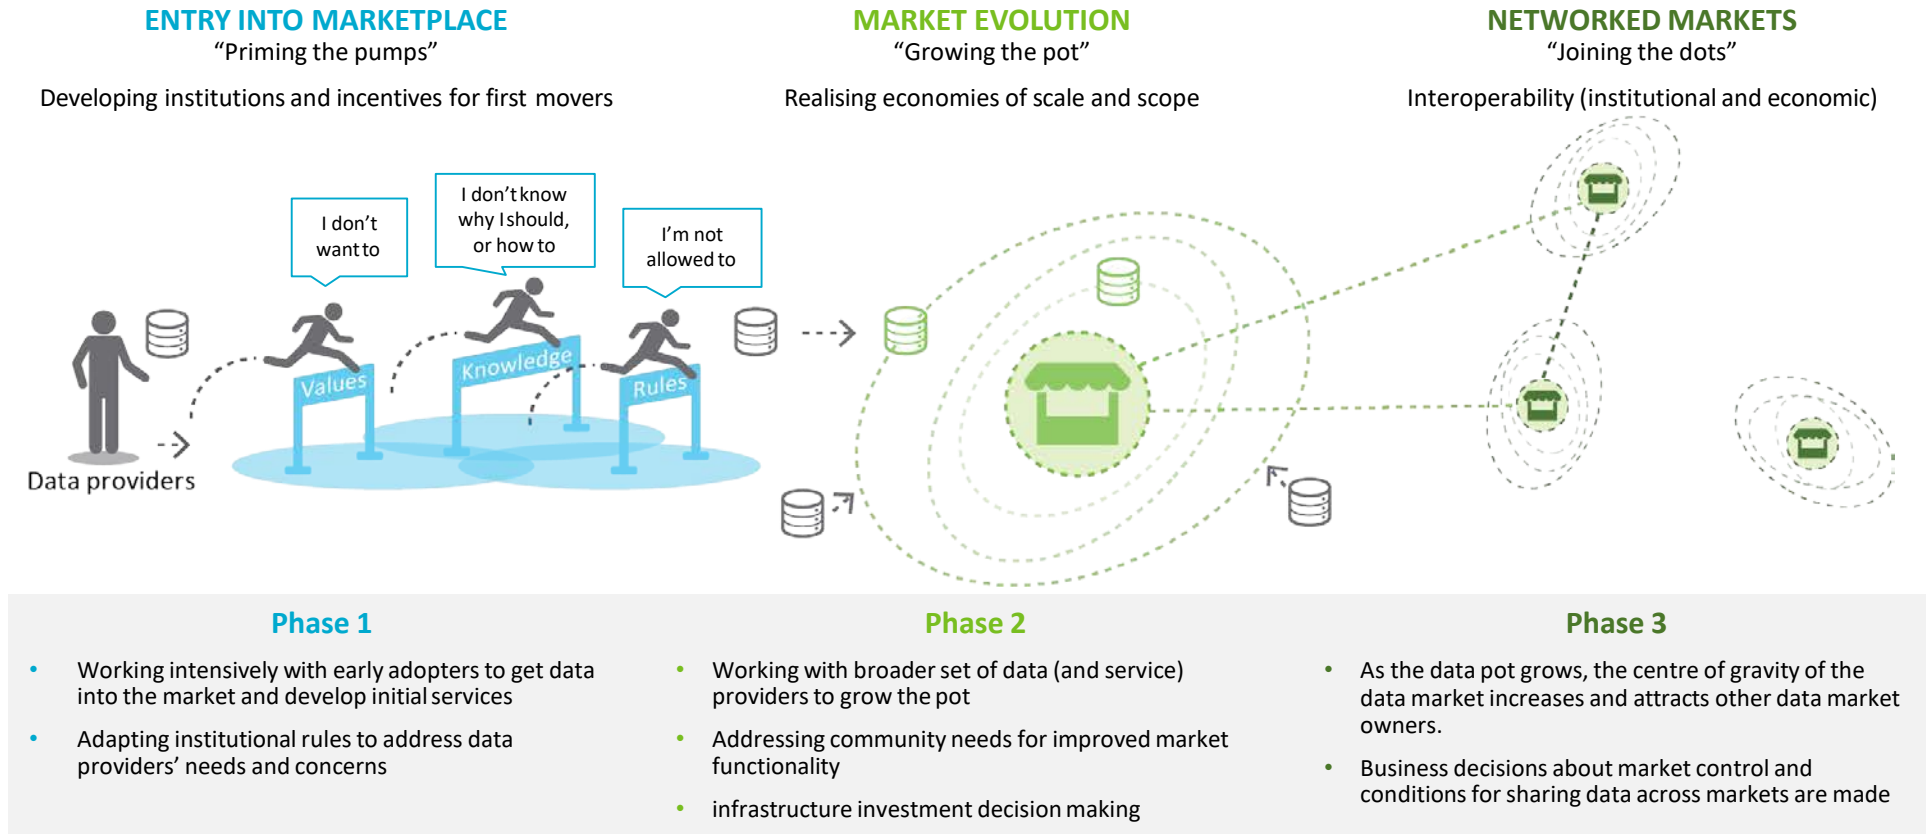 ENTRY INTO MARKETPLACE
“Priming the pumps”
Developing institutions and incentives for first movers
MARKET EVOLUTION
“Growing the pot”
Realising economies of scale and scope
NETWORKED MARKETS
“Joining the dots”
Interoperability (institutional and economic)
I don’t
want to
I don’t know
why I should,
or how to
I’m not
allowed to
Values
Knowledge
Rules
Data providers
Phase 1
• Working intensively with early adopters to get data
into the market and develop initial services
• Adapting institutional rules to address data
providers’ needs and concerns
Phase 2
• Working with broader set of data (and service)
providers to grow the pot
• Addressing community needs for improved market
functionality
• infrastructure investment decision making
Phase 3
• As the data pot grows, the centre of gravity of the
data market increases and attracts other data market
owners.
• Business decisions about market control and
conditions for sharing data across markets are made